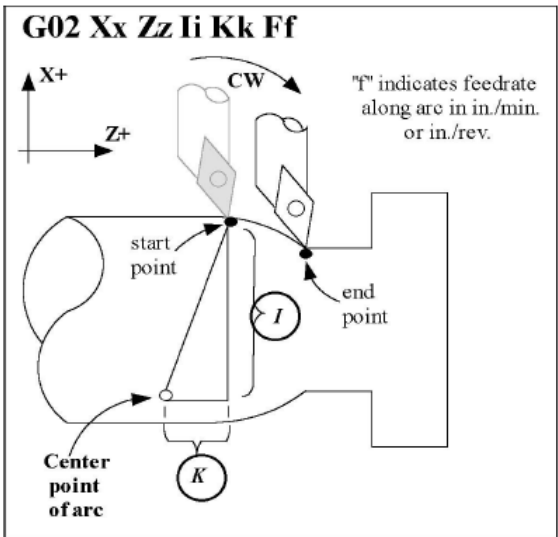 G02 Xx Zz Ii Kk Ff
X+
CW
"f" indicates feedrate
along arc in in./min.
or in./rev.
Z+
start
point
end
point
I
K
Center
point
of arc